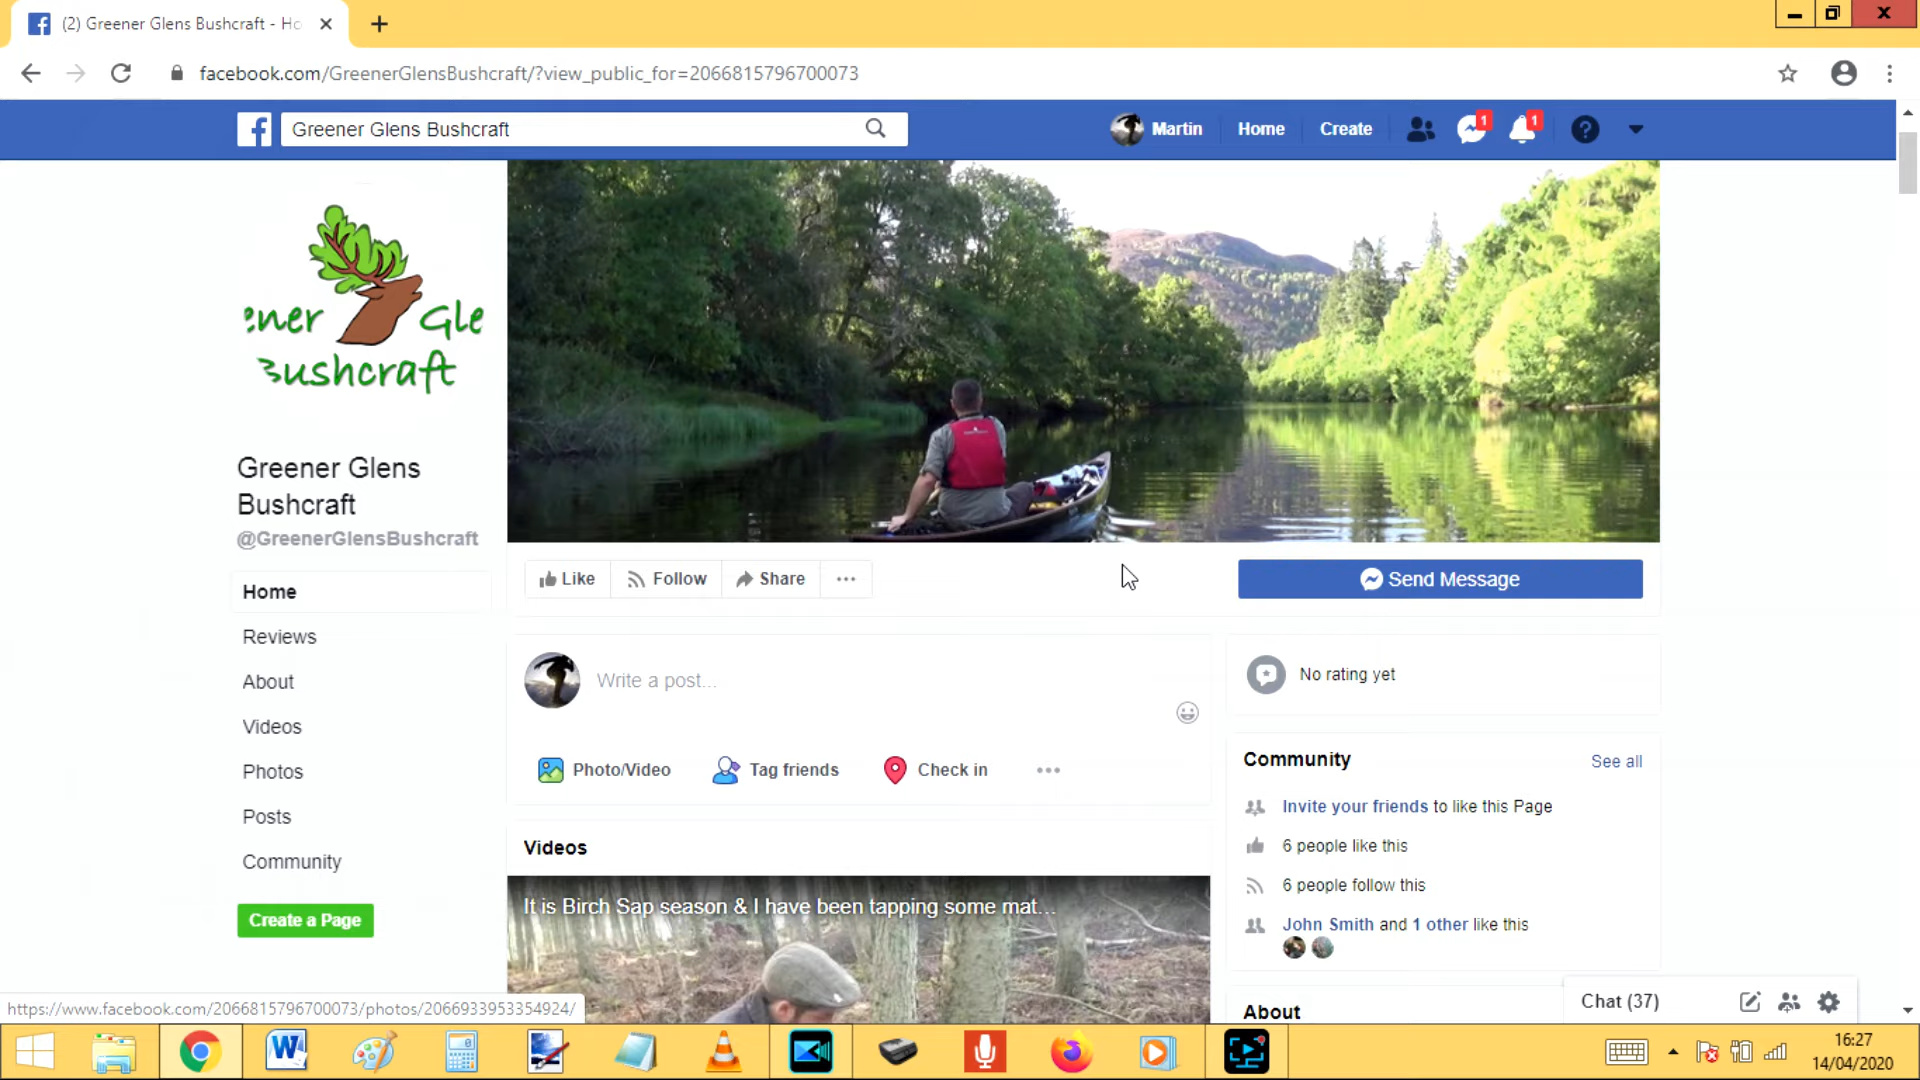 (2) Greener Glens Bushcraft - Ho
facebook.com/GreenerGlensBushcraft/?view_public_for=2066815796700073
Greener Glens Bushcraft
Martin
Home
Create
1
1
ener Gle
Bushcraft
Greener Glens
Bushcraft
@GreenerGlensBushcraft
Home
Reviews
About
Videos
Photos
Posts
Community
Create a Page
Like
Follow
Share
Send Message
Write a post...
Photo/Video
Tag friends
Check in
Videos
It is Birch Sap season & I have been tapping some mat...
No rating yet
Community
See all
Invite your friends to like this Page
6 people like this
6 people follow this
John Smith and 1 other like this
About
Chat (37)
https://www.facebook.com/2066815796700073/photos/2066933953354924/
16:27
14/04/2020